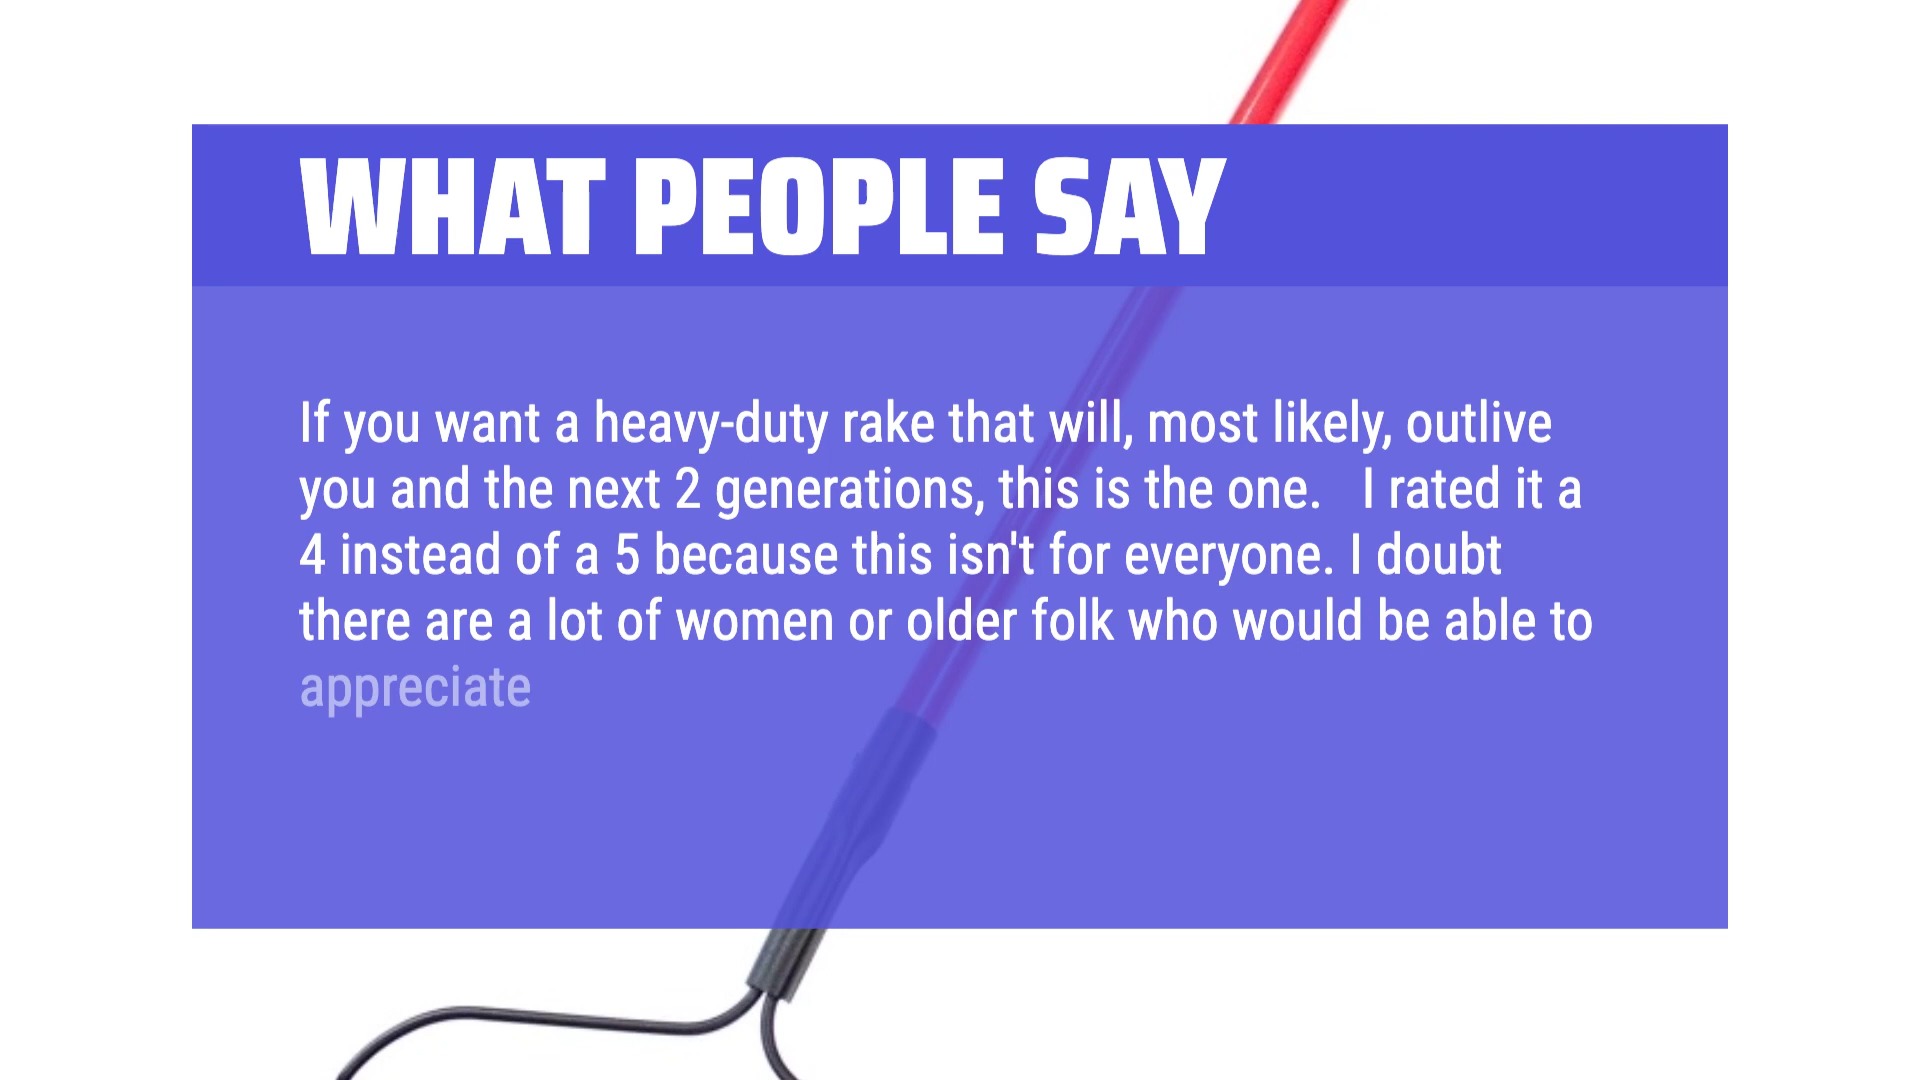 WHAT PEOPLE SAY
If you want a heavy-duty rake that will, most likely, outlive
you and the next 2 generations, this is the one.   I rated it a
4 instead of a 5 because this isn't for everyone. I doubt
there are a lot of women or older folk who would be able to
appreciate